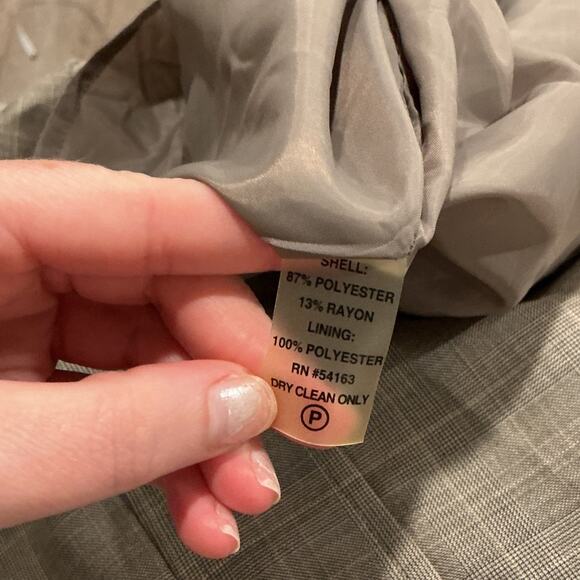 SHELL:
87% POLYESTER
13% RAYON
LINING:
100% POLYESTER
RN #54163
DRY CLEAN ONLY
P